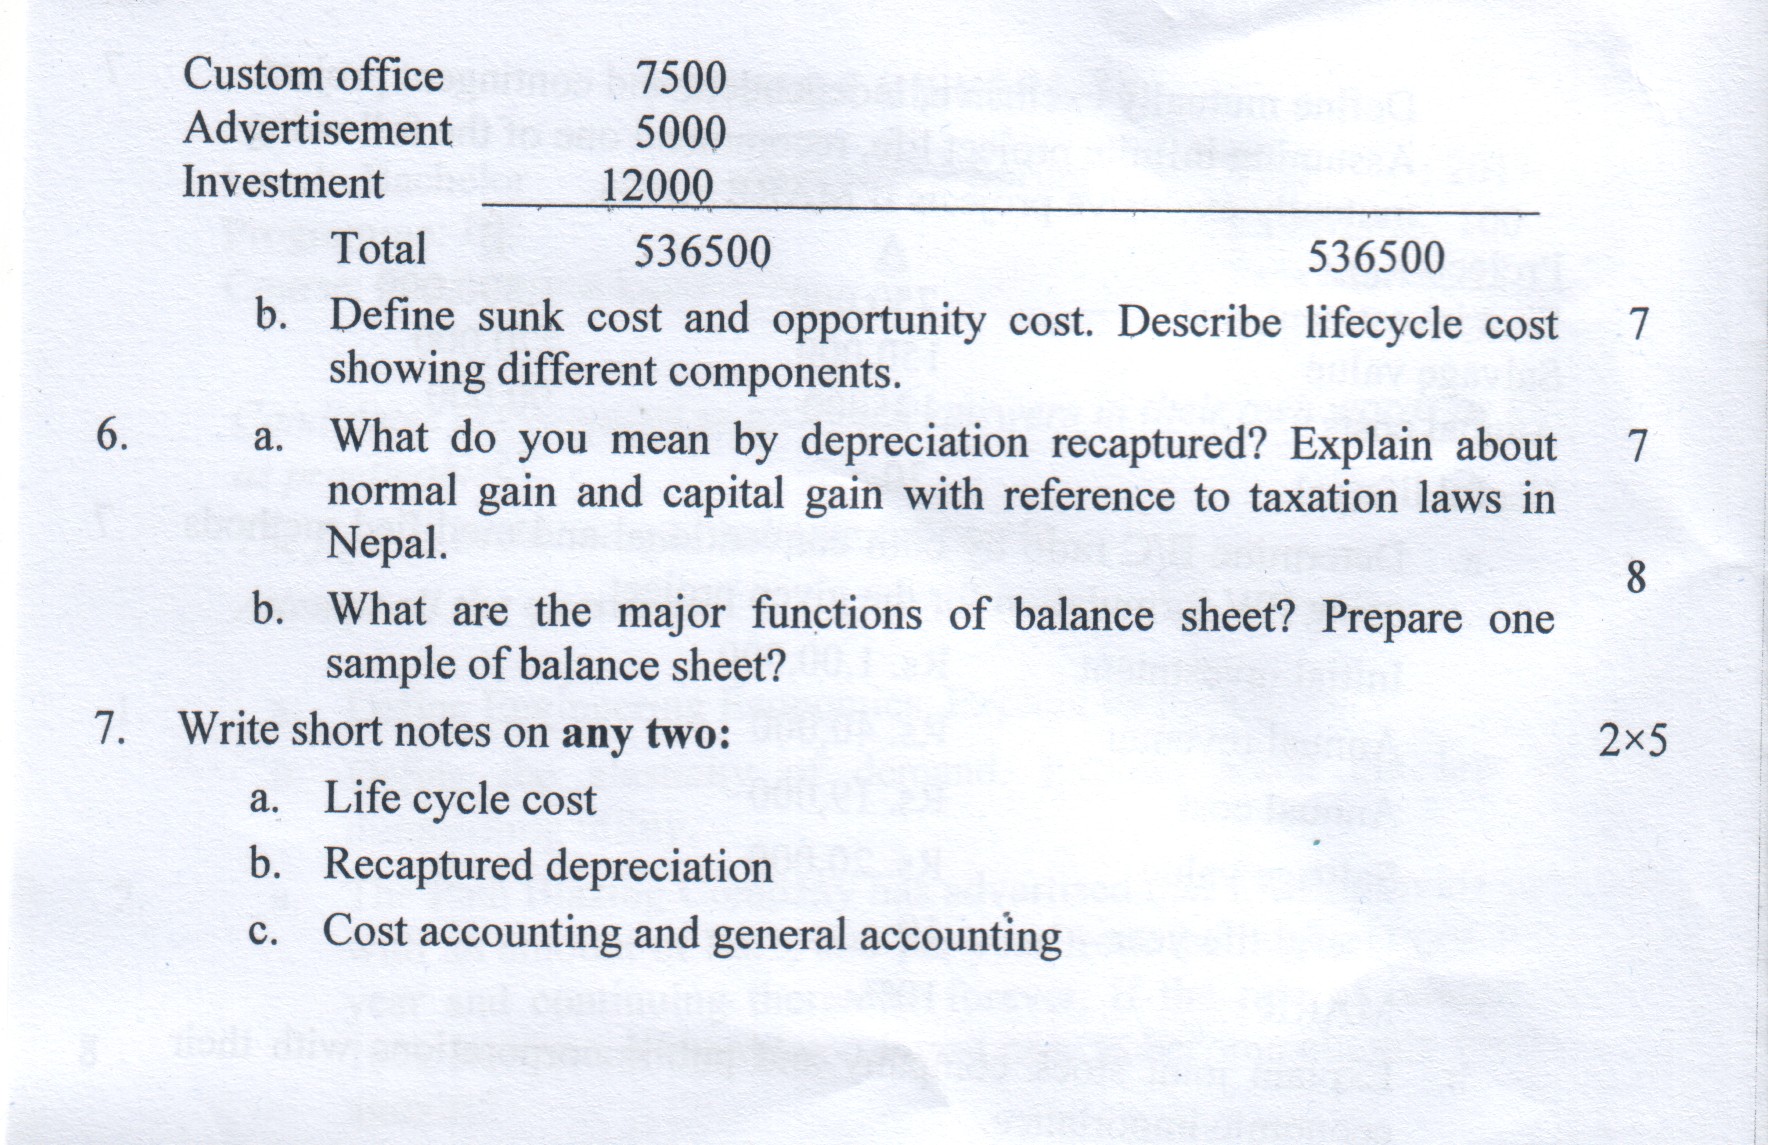 Custom office 7500
Advertisement 5000
Investment 12000
Total 536500 536500
b. Define sunk cost and opportunity cost. Describe lifecycle cost 7
showing different components.
6. a. What do you mean by depreciation recaptured? Explain about 7
normal gain and capital gain with reference to taxation laws in
Nepal.
8
b. What are the major functions of balance sheet? Prepare one
sample of balance sheet?
7. Write short notes on any two: 2×5
a. Life cycle cost
b. Recaptured depreciation
c. Cost accounting and general accounting